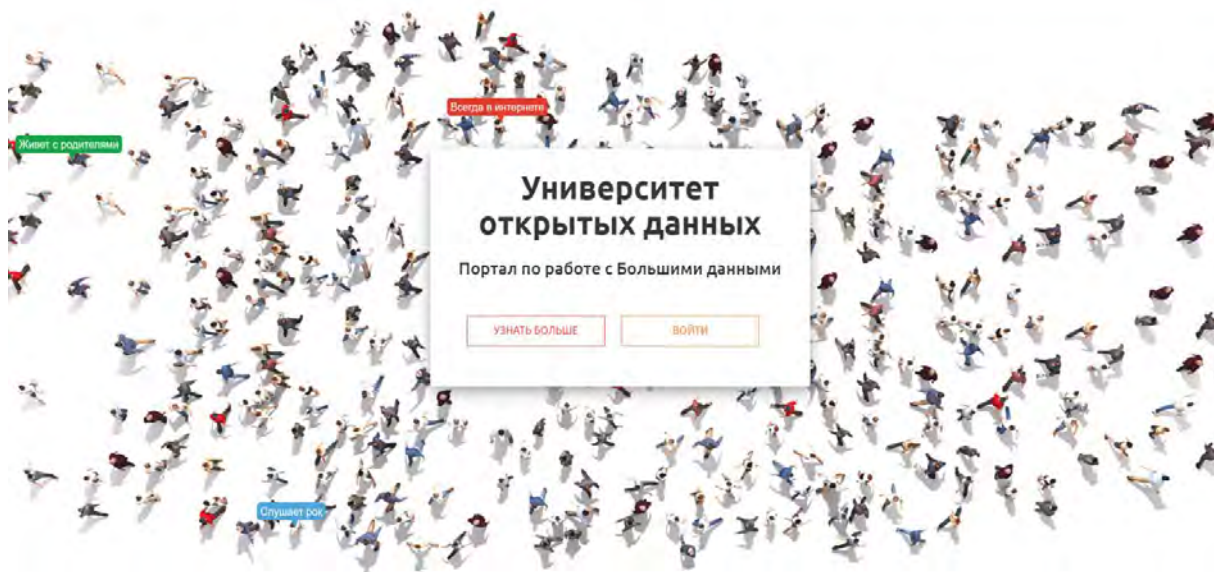 Всегда в интернете
Живет с родителями
Университет
открытых данных
Портал по работе с Большими данными
УЗНАТЬ БОЛЬШЕ
ВОЙТИ
Слушает рок